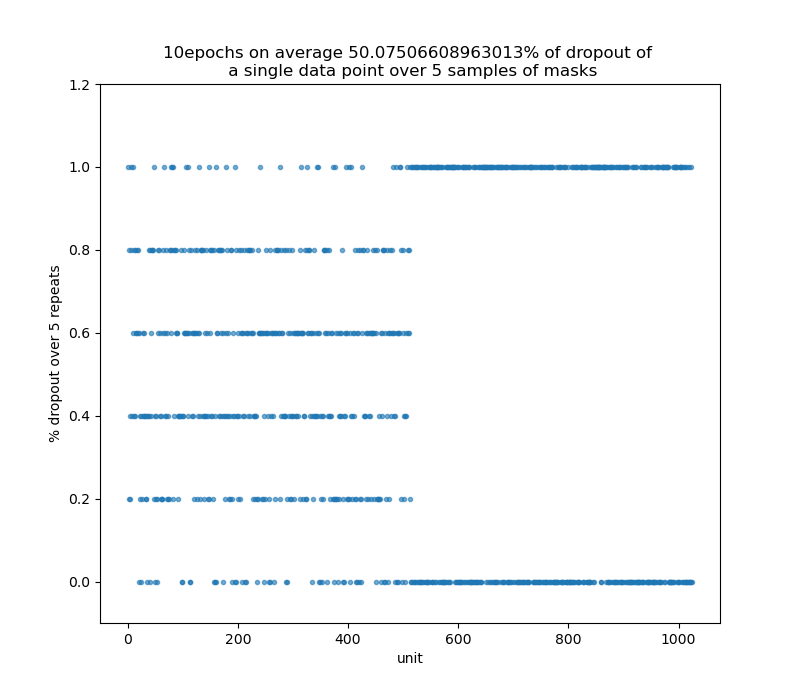 10epochs on average 50.07506608963013% of dropout of
a single data point over 5 samples of masks
1.2
1.0
0.8
0.6
0.4
0.2
0.0
% dropout over 5 repeats
0 200 400 600 800 1000
unit